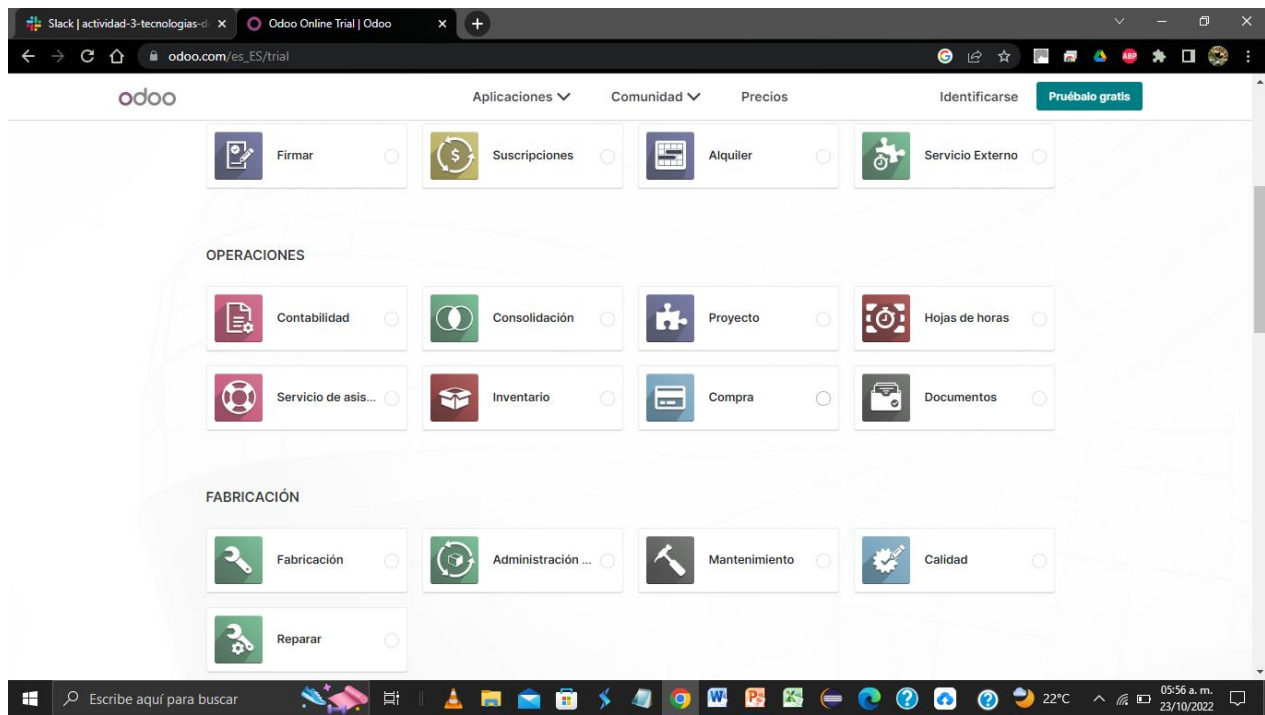 Slack | actividad-3-tecnologias-d
Odoo Online Trial | Odoo
odoo.com/es_ES/trial
ABP
odoo
Aplicaciones
Comunidad
Precios
Identificarse
Pruébalo gratis
Firmar
Suscripciones
Alquiler
Servicio Externo
OPERACIONES
Contabilidad
Consolidación
Proyecto
Hojas de horas
Servicio de asis...
Inventario
Compra
Documentos
FABRICACIÓN
Fabricación
Administración ...
Mantenimiento
Calidad
Reparar
Escribe aquí para buscar
22°C
05:56 a. m.
23/10/2022